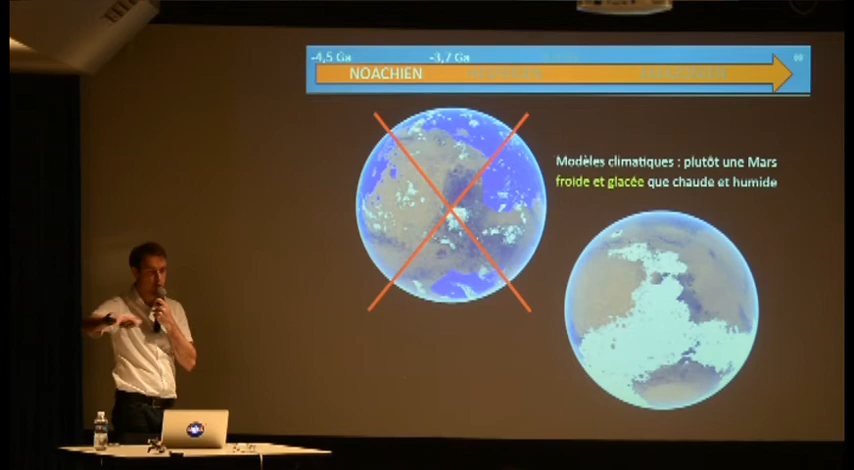 -4,5 Ga
-3,7 Ga
NOACHIEN
Modèles climatiques : plutôt une Mars
froide et glacée que chaude et humide